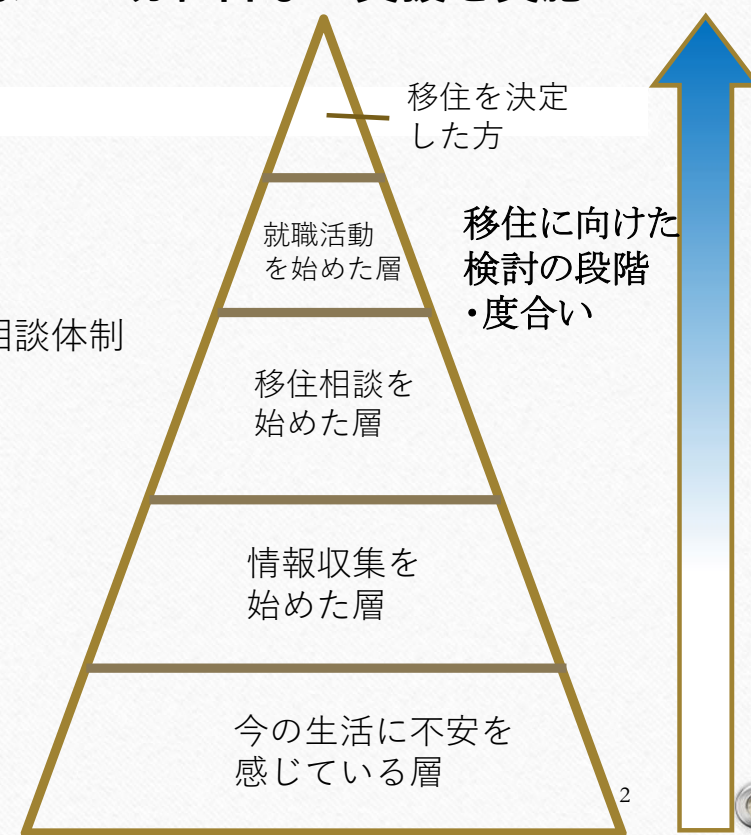 移住を決定
した方
就職活動
を始めた層
移住に向けた
検討の段階
・度合い
相談体制
移住相談を
始めた層
情報収集を
始めた層
今の生活に不安を
感じている層
2